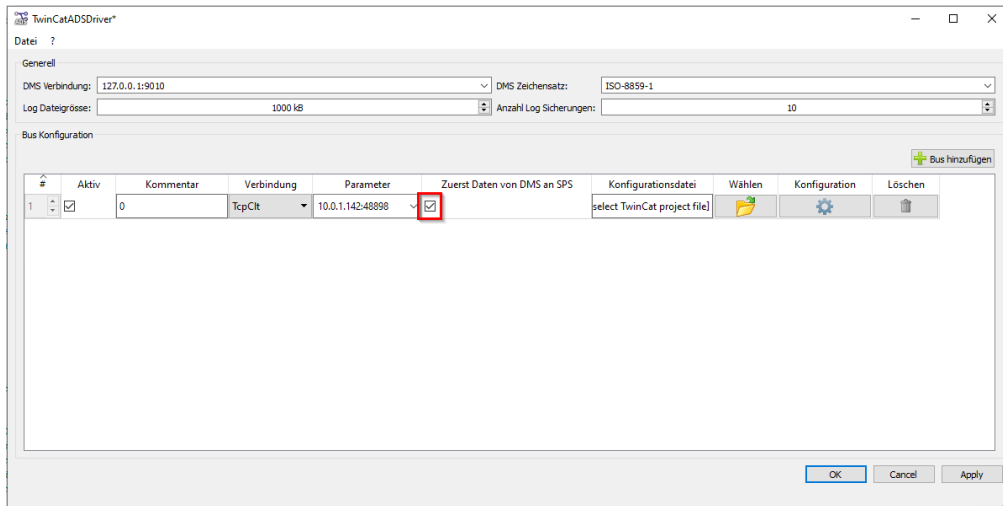 TwinCatADSDriver*
Datei ?
Generell
DMS Verbindung: 127.0.0.1:9010 DMS Zeichensatz: ISO-8859-1
Log Dateigrösse: 1000 kB Anzahl Log Sicherungen: 10
Bus Konfiguration
Bus hinzufügen
# Aktiv Kommentar Verbindung Parameter Zuerst Daten von DMS an SPS Konfigurationsdatei Wählen Konfiguration Löschen
1 0 TcpClt 10.0.1.142:48898 select TwinCat project file]
OK Cancel Apply